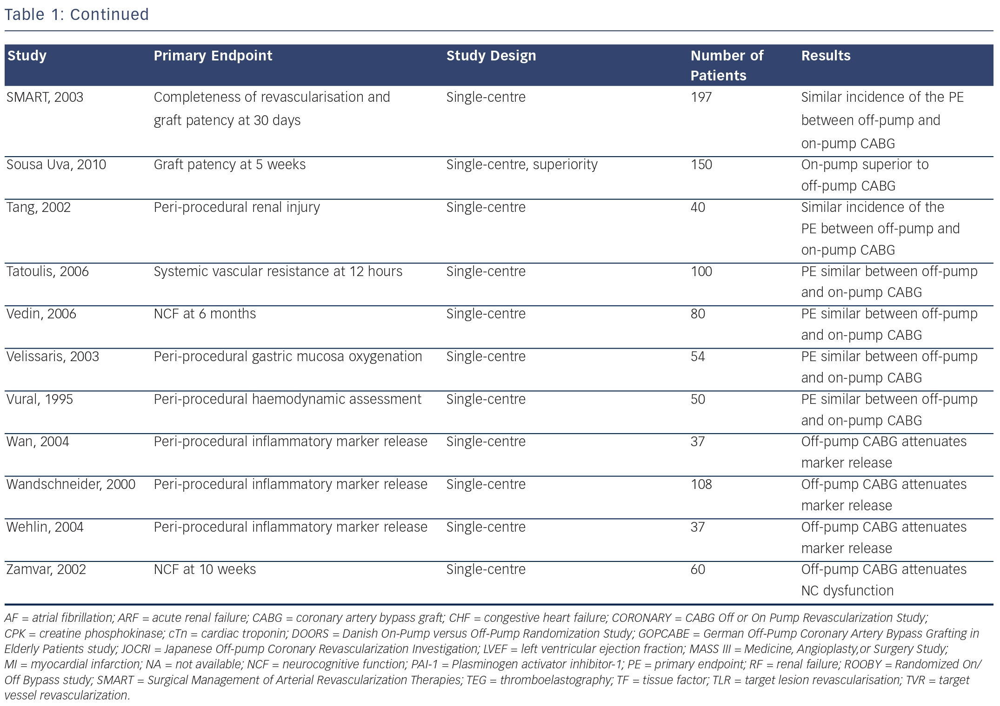 Table 1: Continued
Study Primary Endpoint Study Design Number of Patients Results
SMART, 2003 Completeness of revascularisation and Single-centre 197 Similar incidence of the PE
graft patency at 30 days between off-pump and
on-pump CABG
Sousa Uva, 2010 Graft patency at 5 weeks Single-centre, superiority 150 On-pump superior to
off-pump CABG
Tang, 2002 Peri-procedural renal injury Single-centre 40 Similar incidence of the
PE between off-pump and
on-pump CABG
Tatoulis, 2006 Systemic vascular resistance at 12 hours Single-centre 100 PE similar between off-pump
and on-pump CABG
Vedin, 2006 NCF at 6 months Single-centre 80 PE similar between off-pump
and on-pump CABG
Velissaris, 2003 Peri-procedural gastric mucosa oxygenation Single-centre 54 PE similar between off-pump
and on-pump CABG
Vural, 1995 Peri-procedural haemodynamic assessment Single-centre 50 PE similar between off-pump
and on-pump CABG
Wan, 2004 Peri-procedural inflammatory marker release Single-centre 37 Off-pump CABG attenuates
marker release
Wandschneider, 2000 Peri-procedural inflammatory marker release Single-centre 108 Off-pump CABG attenuates
marker release
Wehlin, 2004 Peri-procedural inflammatory marker release Single-centre 37 Off-pump CABG attenuates
marker release
Zamvar, 2002 NCF at 10 weeks Single-centre 60 Off-pump CABG attenuates
NC dysfunction
AF = atrial fibrillation; ARF = acute renal failure; CABG = coronary artery bypass graft; CHF = congestive heart failure; CORONARY = CABG Off or On Pump Revascularization Study;
CPK = creatine phosphokinase; cTn = cardiac troponin; DOORS = Danish On-Pump versus Off-Pump Randomization Study; GOPCABE = German Off-Pump Coronary Artery Bypass Grafting in
Elderly Patients study; JOCRI = Japanese Off-pump Coronary Revascularization Investigation; LVEF = left ventricular ejection fraction; MASS III = Medicine, Angioplasty,or Surgery Study;
MI = myocardial infarction; NA = not available; NCF = neurocognitive function; PAI-1 = Plasminogen activator inhibitor-1; PE = primary endpoint; RF = renal failure; ROOBY = Randomized On/
Off Bypass study; SMART = Surgical Management of Arterial Revascularization Therapies; TEG = thromboelastography; TF = tissue factor; TLR = target lesion revascularisation; TVR = target
vessel revascularization.